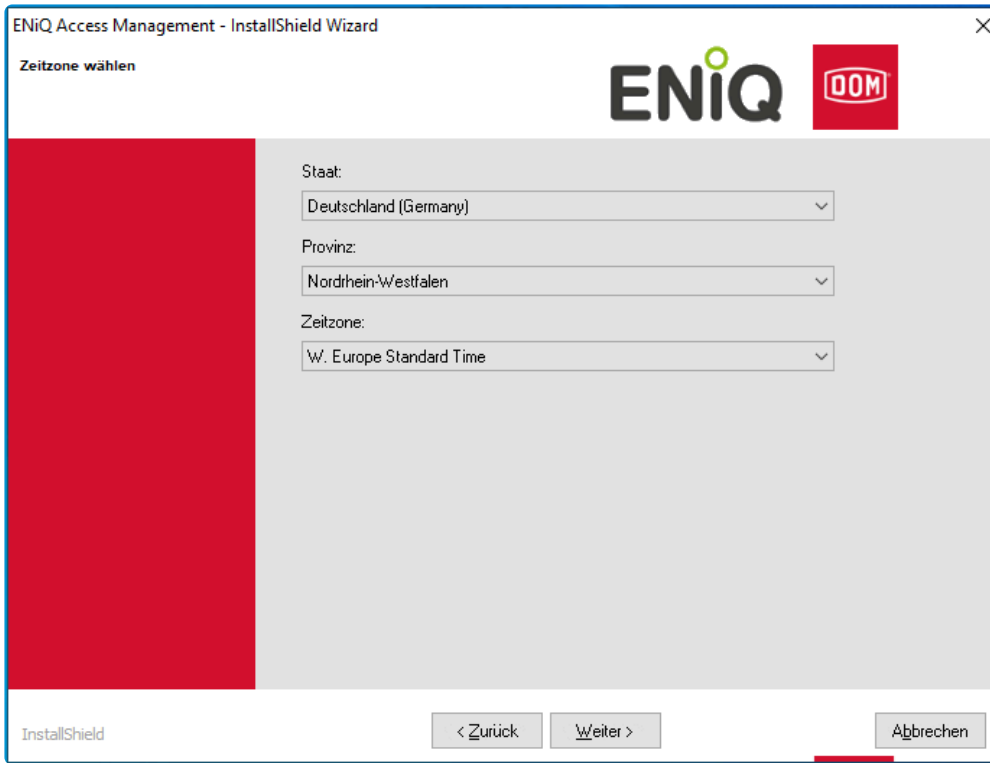 ENiQ Access Management - InstallShield Wizard
Zeitzone wählen
ENiQ
DOM
Staat:
Deutschland (Germany)
Provinz:
Nordrhein-Westfalen
Zeitzone:
W. Europe Standard Time
InstallShield
< Zurück
Weiter >
Abbrechen